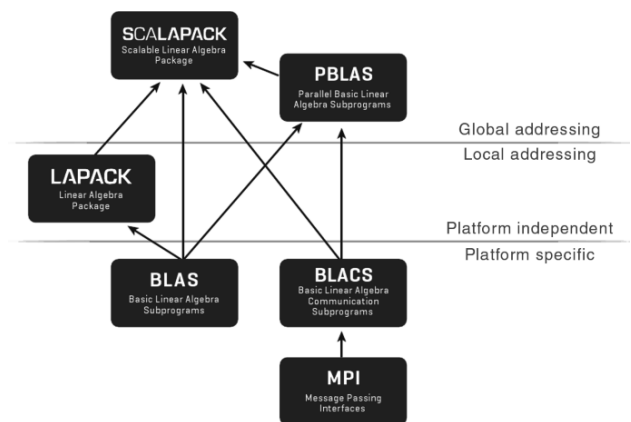 SCALAPACK
Scalable Linear Algebra
Package
PBLAS
Parallel Basic Linear
Algebra Subprograms
Global addressing
Local addressing
LAPACK
Linear Algebra
Package
Platform independent
Platform specific
BLAS
Basic Linear Algebra
Subprograms
BLACS
Basic Linear Algebra
Communication
Subprograms
MPI
Message Passing
Interfaces